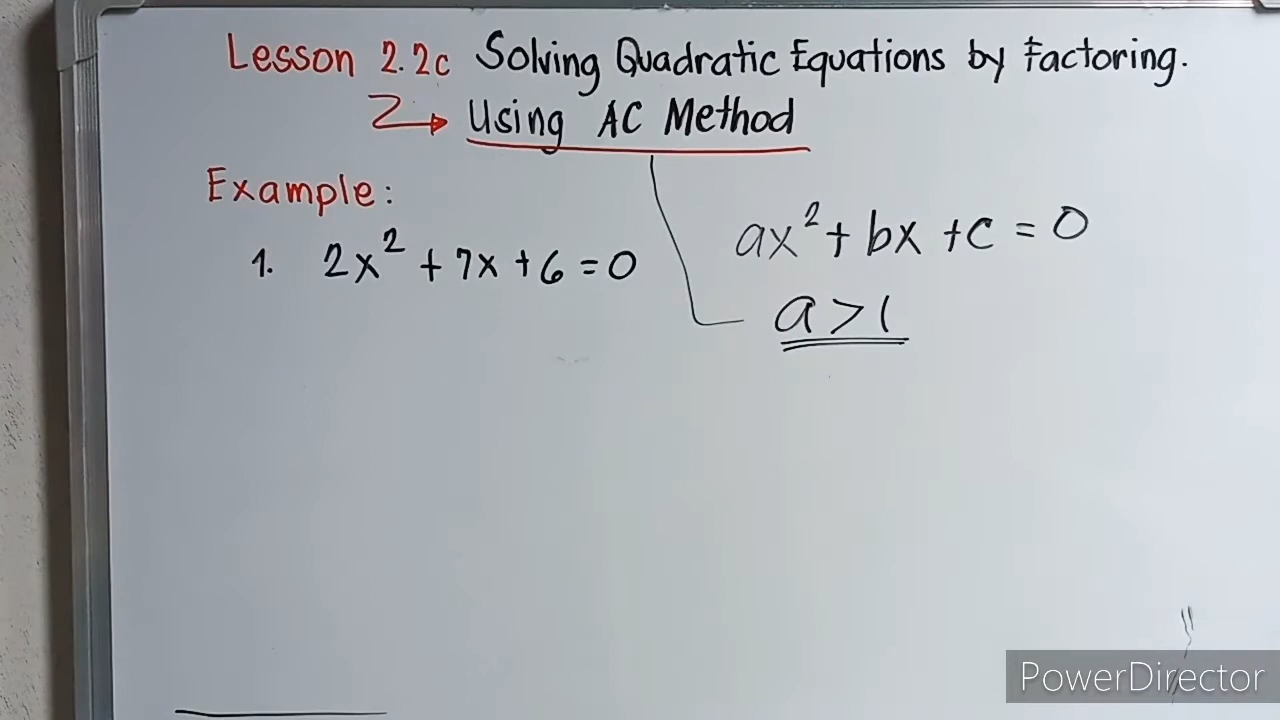 Lesson 2.2c Solving Quadratic Equations by Factoring.
Using AC Method
Example:
1. 2x² + 7x + 6 = 0
ax² + bx + c = 0
a > 1
PowerDirector